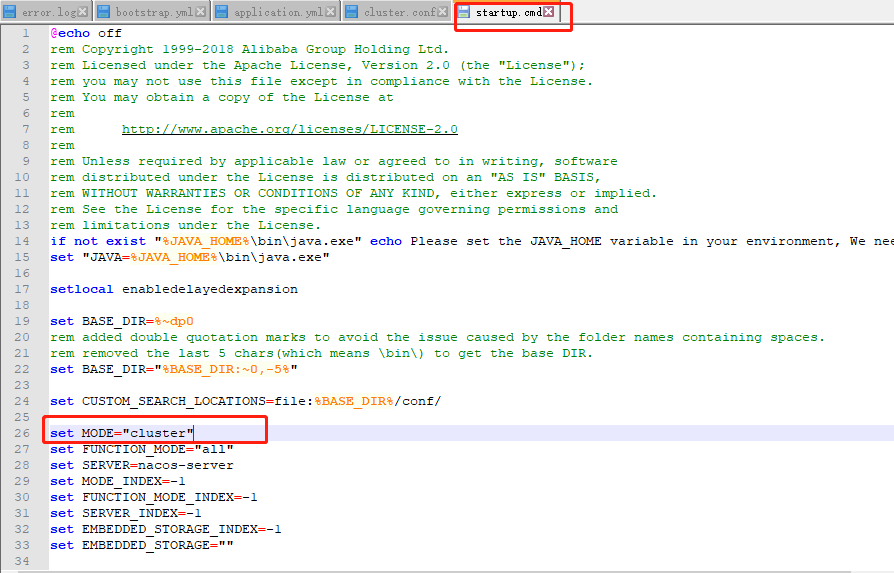 error.log bootstrap.yml application.yml cluster.conf startup.cmd
1 @echo off
2 rem Copyright 1999-2018 Alibaba Group Holding Ltd.
3 rem Licensed under the Apache License, Version 2.0 (the "License");
4 rem you may not use this file except in compliance with the License.
5 rem You may obtain a copy of the License at
6 rem
7 rem      http://www.apache.org/licenses/LICENSE-2.0
8 rem
9 rem Unless required by applicable law or agreed to in writing, software
10 rem distributed under the License is distributed on an "AS IS" BASIS,
11 rem WITHOUT WARRANTIES OR CONDITIONS OF ANY KIND, either express or implied.
12 rem See the License for the specific language governing permissions and
13 rem limitations under the License.
14 if not exist "%JAVA_HOME%\bin\java.exe" echo Please set the JAVA_HOME variable in your environment, We nee
15 set "JAVA=%JAVA_HOME%\bin\java.exe"
16
17 setlocal enabledelayedexpansion
18
19 set BASE_DIR=%~dp0
20 rem added double quotation marks to avoid the issue caused by the folder names containing spaces.
21 rem removed the last 5 chars(which means \bin\) to get the base DIR.
22 set BASE_DIR="%BASE_DIR:~0,-5%"
23
24 set CUSTOM_SEARCH_LOCATIONS=file:%BASE_DIR%/conf/
25
26 set MODE="cluster"
27 set FUNCTION_MODE="all"
28 set SERVER=nacos-server
29 set MODE_INDEX=-1
30 set FUNCTION_MODE_INDEX=-1
31 set SERVER_INDEX=-1
32 set EMBEDDED_STORAGE_INDEX=-1
33 set EMBEDDED_STORAGE=""
34